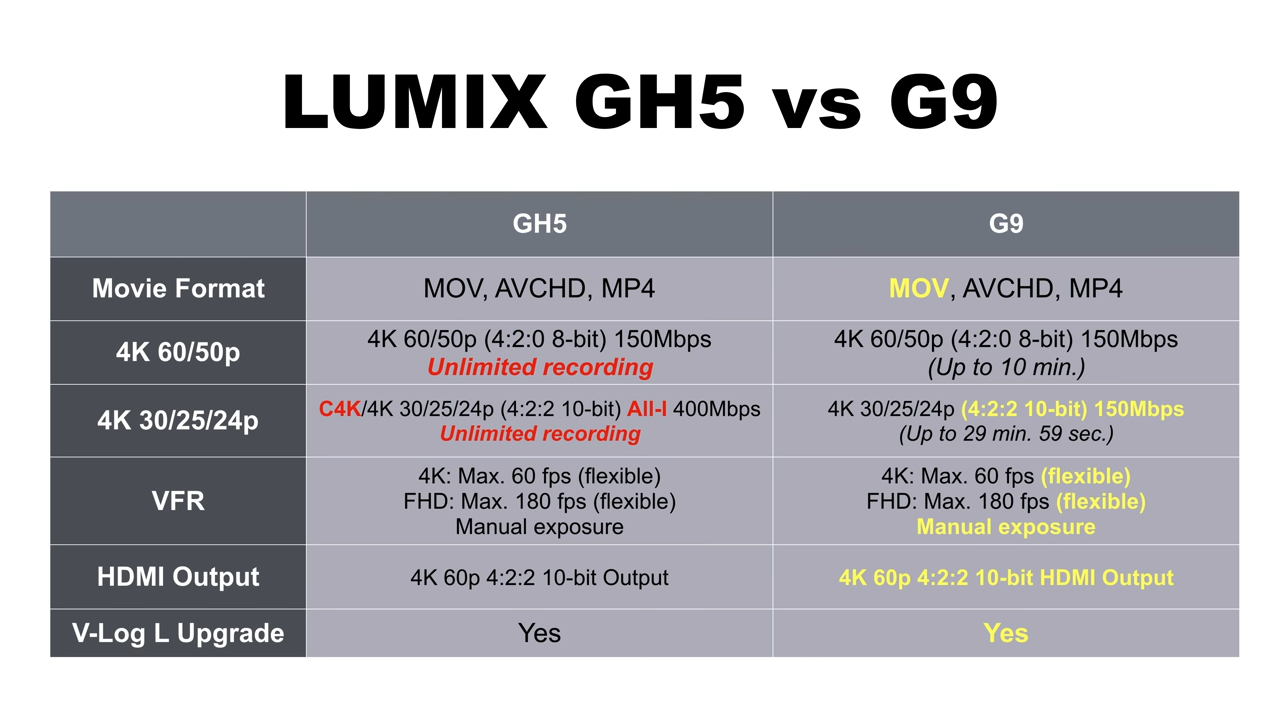 LUMIX GH5 vs G9
GH5
G9
Movie Format
MOV, AVCHD, MP4
MOV, AVCHD, MP4
4K 60/50p
4K 60/50p (4:2:0 8-bit) 150Mbps
Unlimited recording
4K 60/50p (4:2:0 8-bit) 150Mbps
(Up to 10 min.)
4K 30/25/24p
C4K/4K 30/25/24p (4:2:2 10-bit) All-I 400Mbps
Unlimited recording
4K 30/25/24p (4:2:2 10-bit) 150Mbps
(Up to 29 min. 59 sec.)
VFR
4K: Max. 60 fps (flexible)
FHD: Max. 180 fps (flexible)
Manual exposure
4K: Max. 60 fps (flexible)
FHD: Max. 180 fps (flexible)
Manual exposure
HDMI Output
4K 60p 4:2:2 10-bit Output
4K 60p 4:2:2 10-bit HDMI Output
V-Log L Upgrade
Yes
Yes